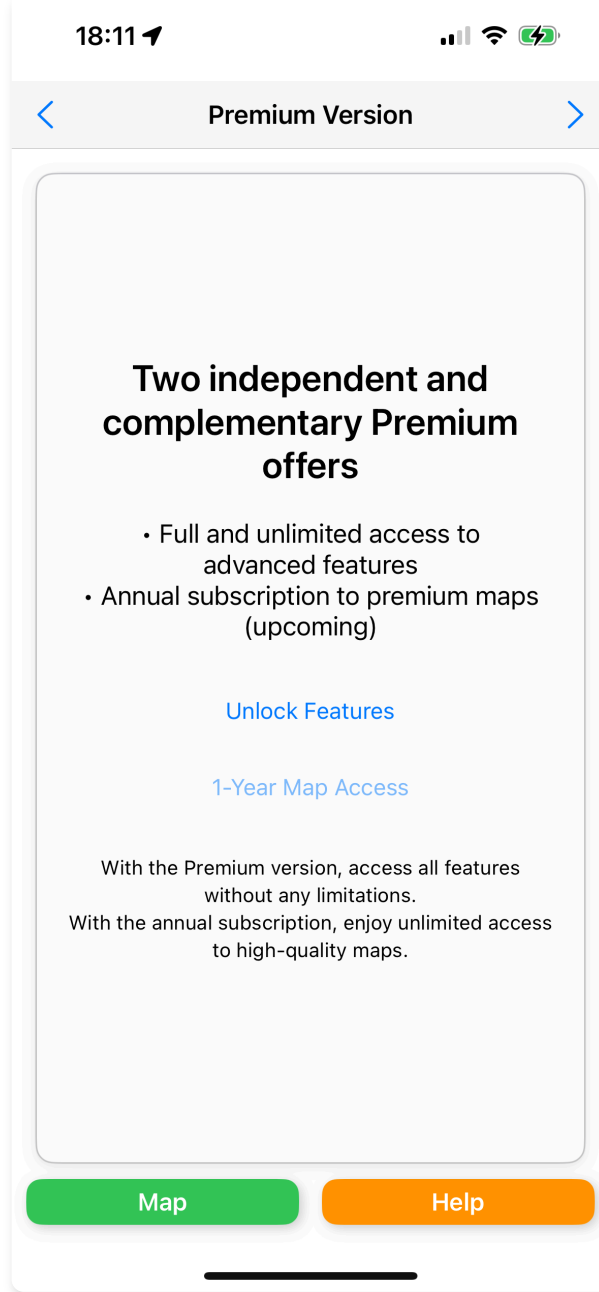 18:11
Premium Version
Two independent and
complementary Premium
offers
• Full and unlimited access to
advanced features
• Annual subscription to premium maps
(upcoming)
Unlock Features
1-Year Map Access
With the Premium version, access all features
without any limitations.
With the annual subscription, enjoy unlimited access
to high-quality maps.
Map
Help